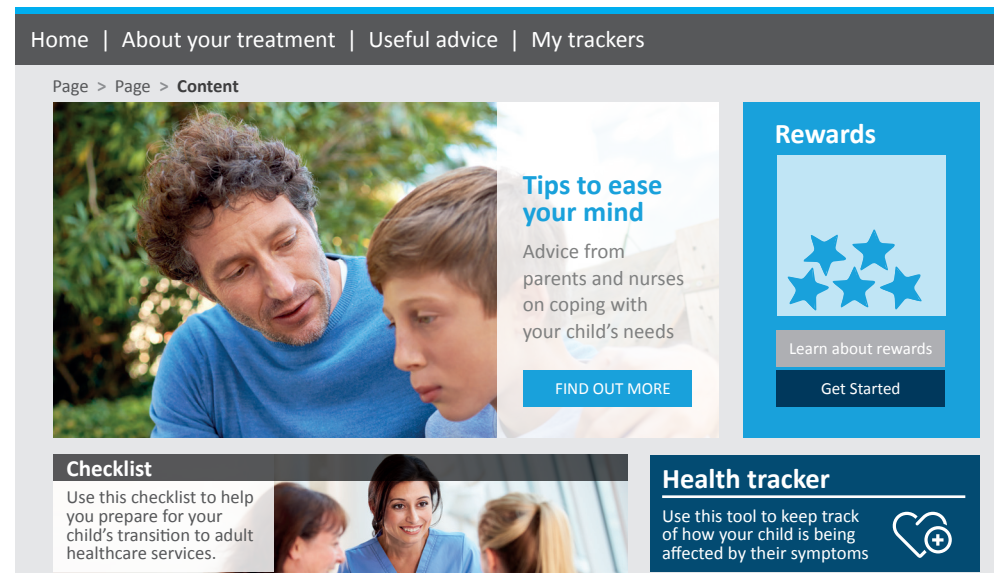 Home | About your treatment | Useful advice | My trackers
Page > Page > Content
Tips to ease
your mind
Advice from
parents and nurses
on coping with
your child's needs
FIND OUT MORE
Rewards
Learn about rewards
Get Started
Checklist
Use this checklist to help
you prepare for your
child's transition to adult
healthcare services.
Health tracker
Use this tool to keep track
of how your child is being
affected by their symptoms